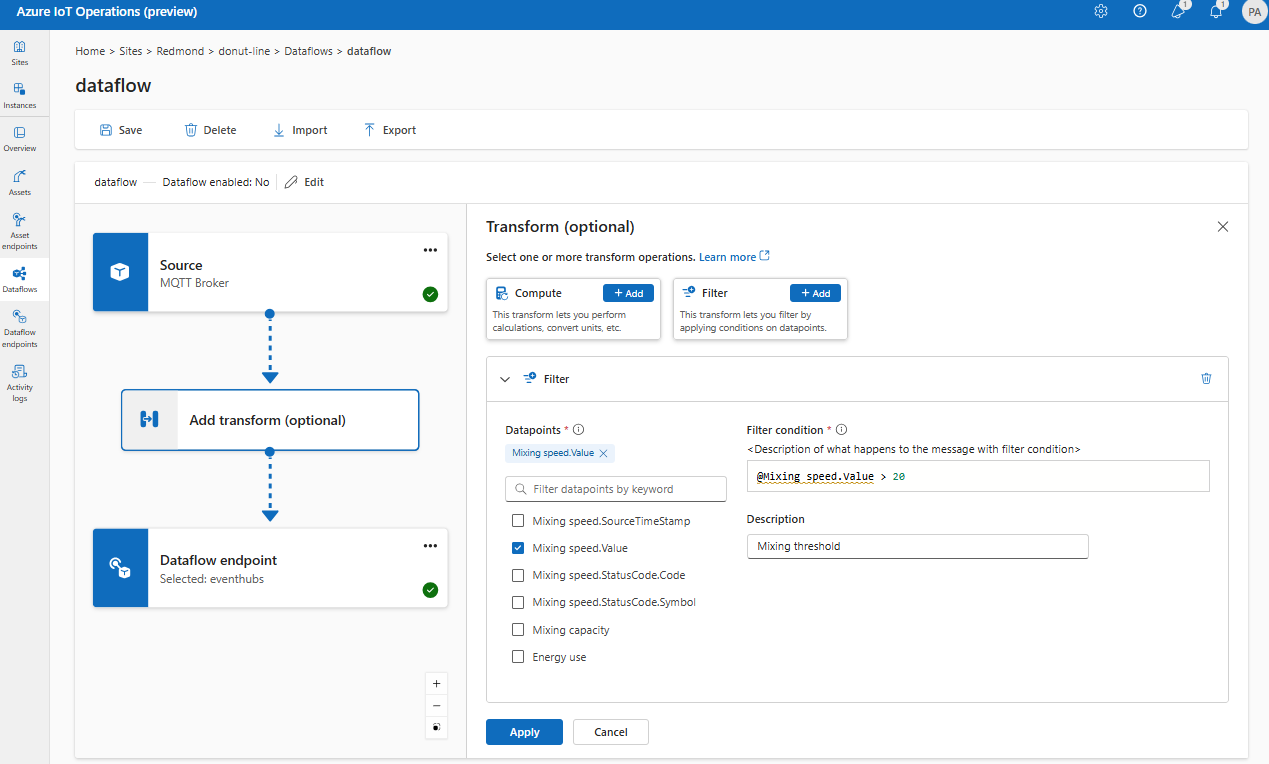 Azure IoT Operations (preview)
1
1
PA
Sites
Instances
Overview
Assets
Asset
endpoints
Dataflows
Dataflow
endpoints
Activity
logs
Home > Sites > Redmond > donut-line > Dataflows > dataflow
dataflow
Save Delete Import Export
dataflow — Dataflow enabled: No Edit
Source
MQTT Broker
Add transform (optional)
Dataflow endpoint
Selected: eventhubs
Transform (optional)
Select one or more transform operations. Learn more
Compute + Add
This transform lets you perform
calculations, convert units, etc.
Filter + Add
This transform lets you filter by
applying conditions on datapoints.
Filter
Datapoints *
Mixing speed.Value
Filter datapoints by keyword
Mixing speed.SourceTimeStamp
Mixing speed.Value
Mixing speed.StatusCode.Code
Mixing speed.StatusCode.Symbol
Mixing capacity
Energy use
Filter condition *
<Description of what happens to the message with filter condition>
@Mixing speed.Value > 20
Description
Mixing threshold
Apply Cancel